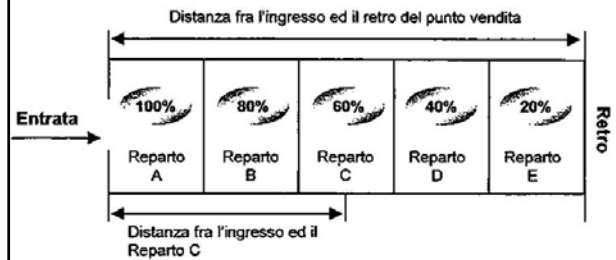 Distanza fra l'ingresso ed il retro del punto vendita
Entrata
100%
80%
60%
40%
20%
Reparto
A
Reparto
B
Reparto
C
Reparto
D
Reparto
E
Retro
Distanza fra l'ingresso ed il
Reparto C